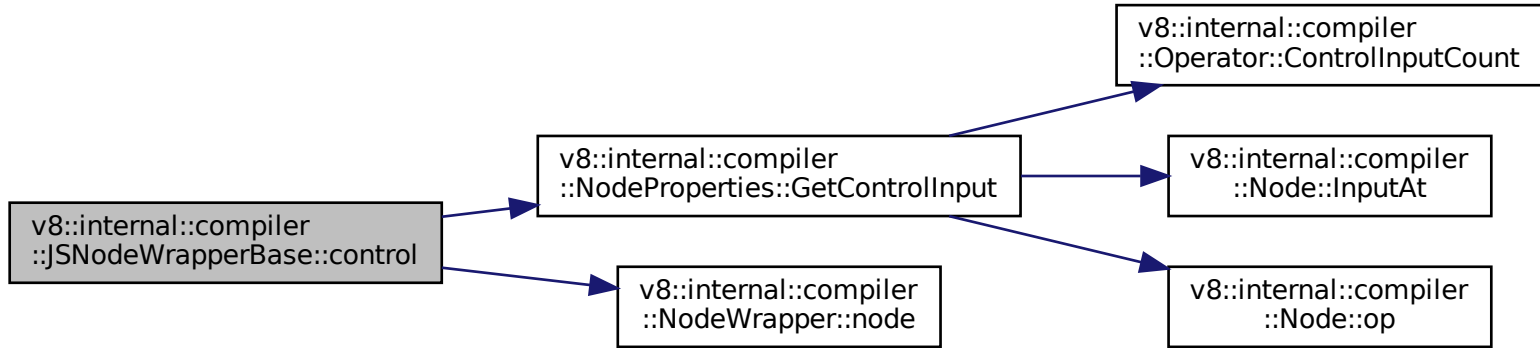 v8::internal::compiler
::JSNodeWrapperBase::control
v8::internal::compiler
::NodeProperties::GetControlInput
v8::internal::compiler
::NodeWrapper::node
v8::internal::compiler
::Operator::ControlInputCount
v8::internal::compiler
::Node::InputAt
v8::internal::compiler
::Node::op